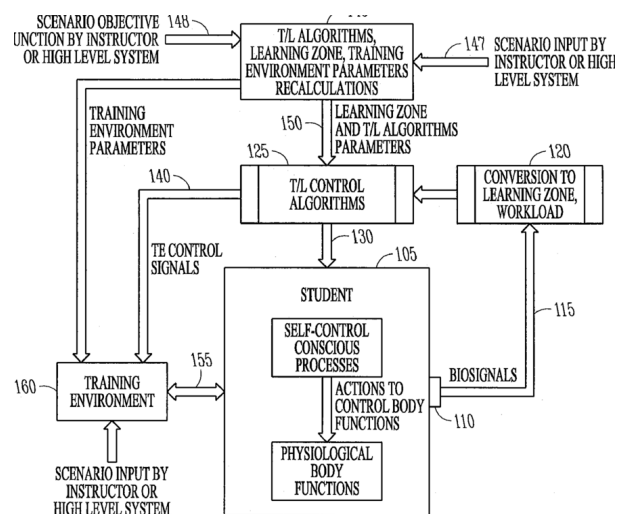 SCENARIO OBJECTIVE
FUNCTION BY INSTRUCTOR
OR HIGH LEVEL SYSTEM
148
T/L ALGORITHMS,
LEARNING ZONE, TRAINING
ENVIRONMENT PARAMETERS
RECALCULATIONS
147
SCENARIO INPUT BY
INSTRUCTOR OR HIGH
LEVEL SYSTEM
TRAINING
ENVIRONMENT
PARAMETERS
150
LEARNING ZONE
AND T/L ALGORITHMS
PARAMETERS
140
125
T/L CONTROL
ALGORITHMS
120
CONVERSION TO
LEARNING ZONE,
WORKLOAD
130
TE CONTROL
SIGNALS
105
STUDENT
115
SELF-CONTROL
CONSCIOUS
PROCESSES
160
TRAINING
ENVIRONMENT
155
ACTIONS TO
CONTROL BODY
FUNCTIONS
BIOSIGNALS
110
PHYSIOLOGICAL
BODY
FUNCTIONS
SCENARIO INPUT BY
INSTRUCTOR OR
HIGH LEVEL SYSTEM